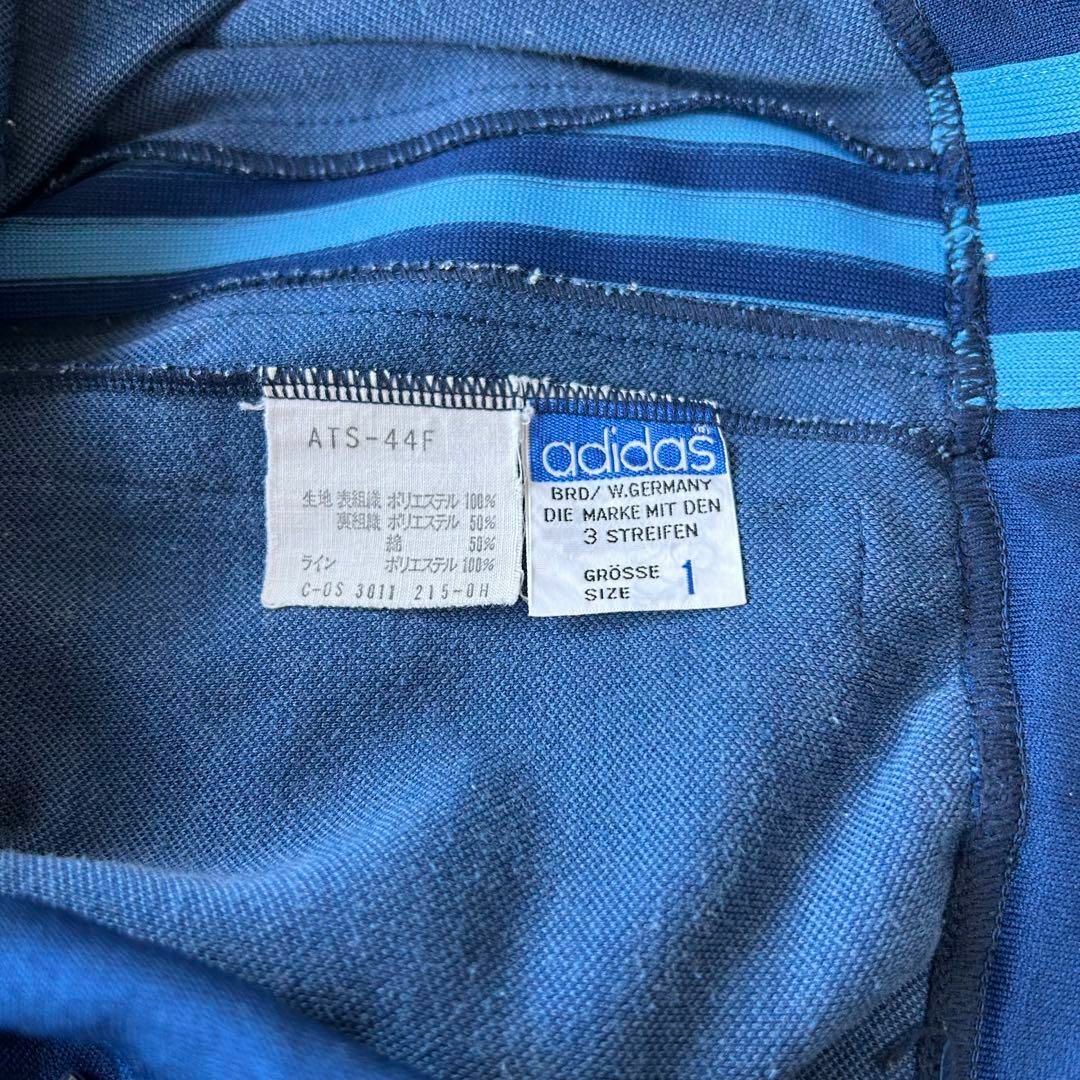 ATS-44F
生地 表組織 ポリエステル 100%
裏組織 ポリエステル 50%
綿 50%
ライン ポリエステル 100%
C-OS 3011 215-OH
adidas®
BRD/ W.GERMANY
DIE MARKE MIT DEN
3 STREIFEN
GRÖSSE 1
SIZE